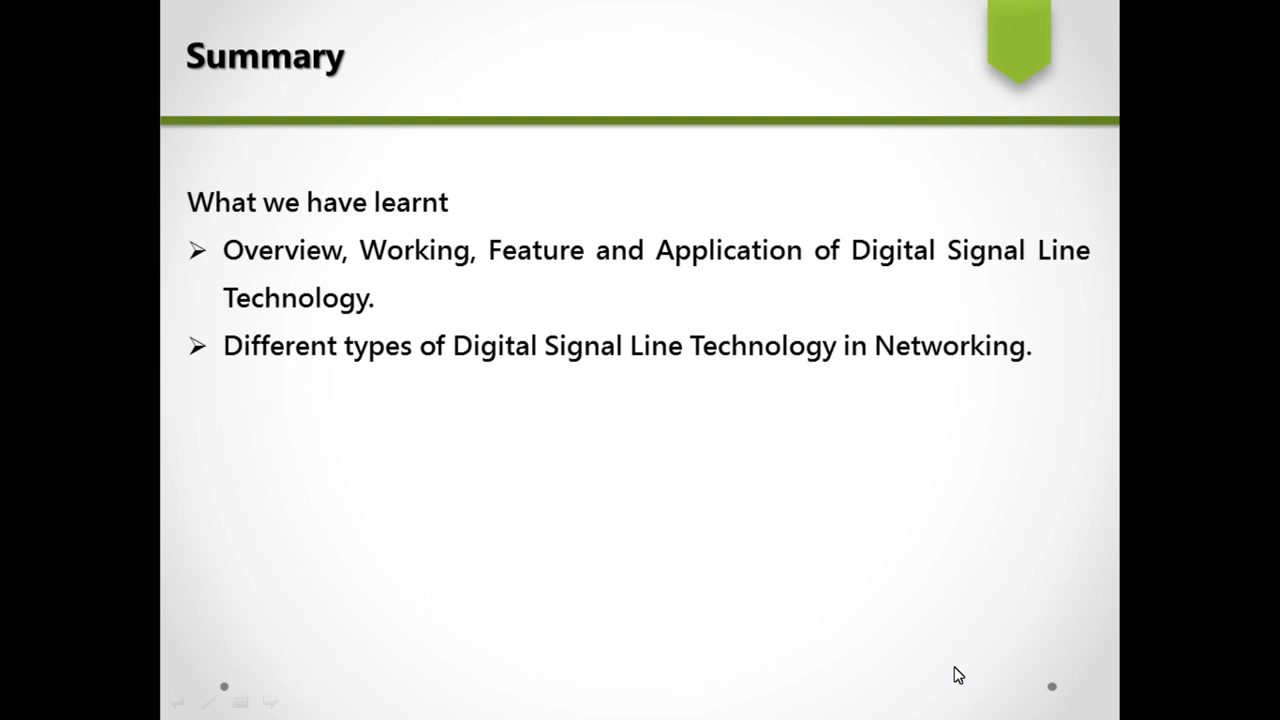 Summary
What we have learnt
Overview, Working, Feature and Application of Digital Signal Line
Technology.
Different types of Digital Signal Line Technology in Networking.